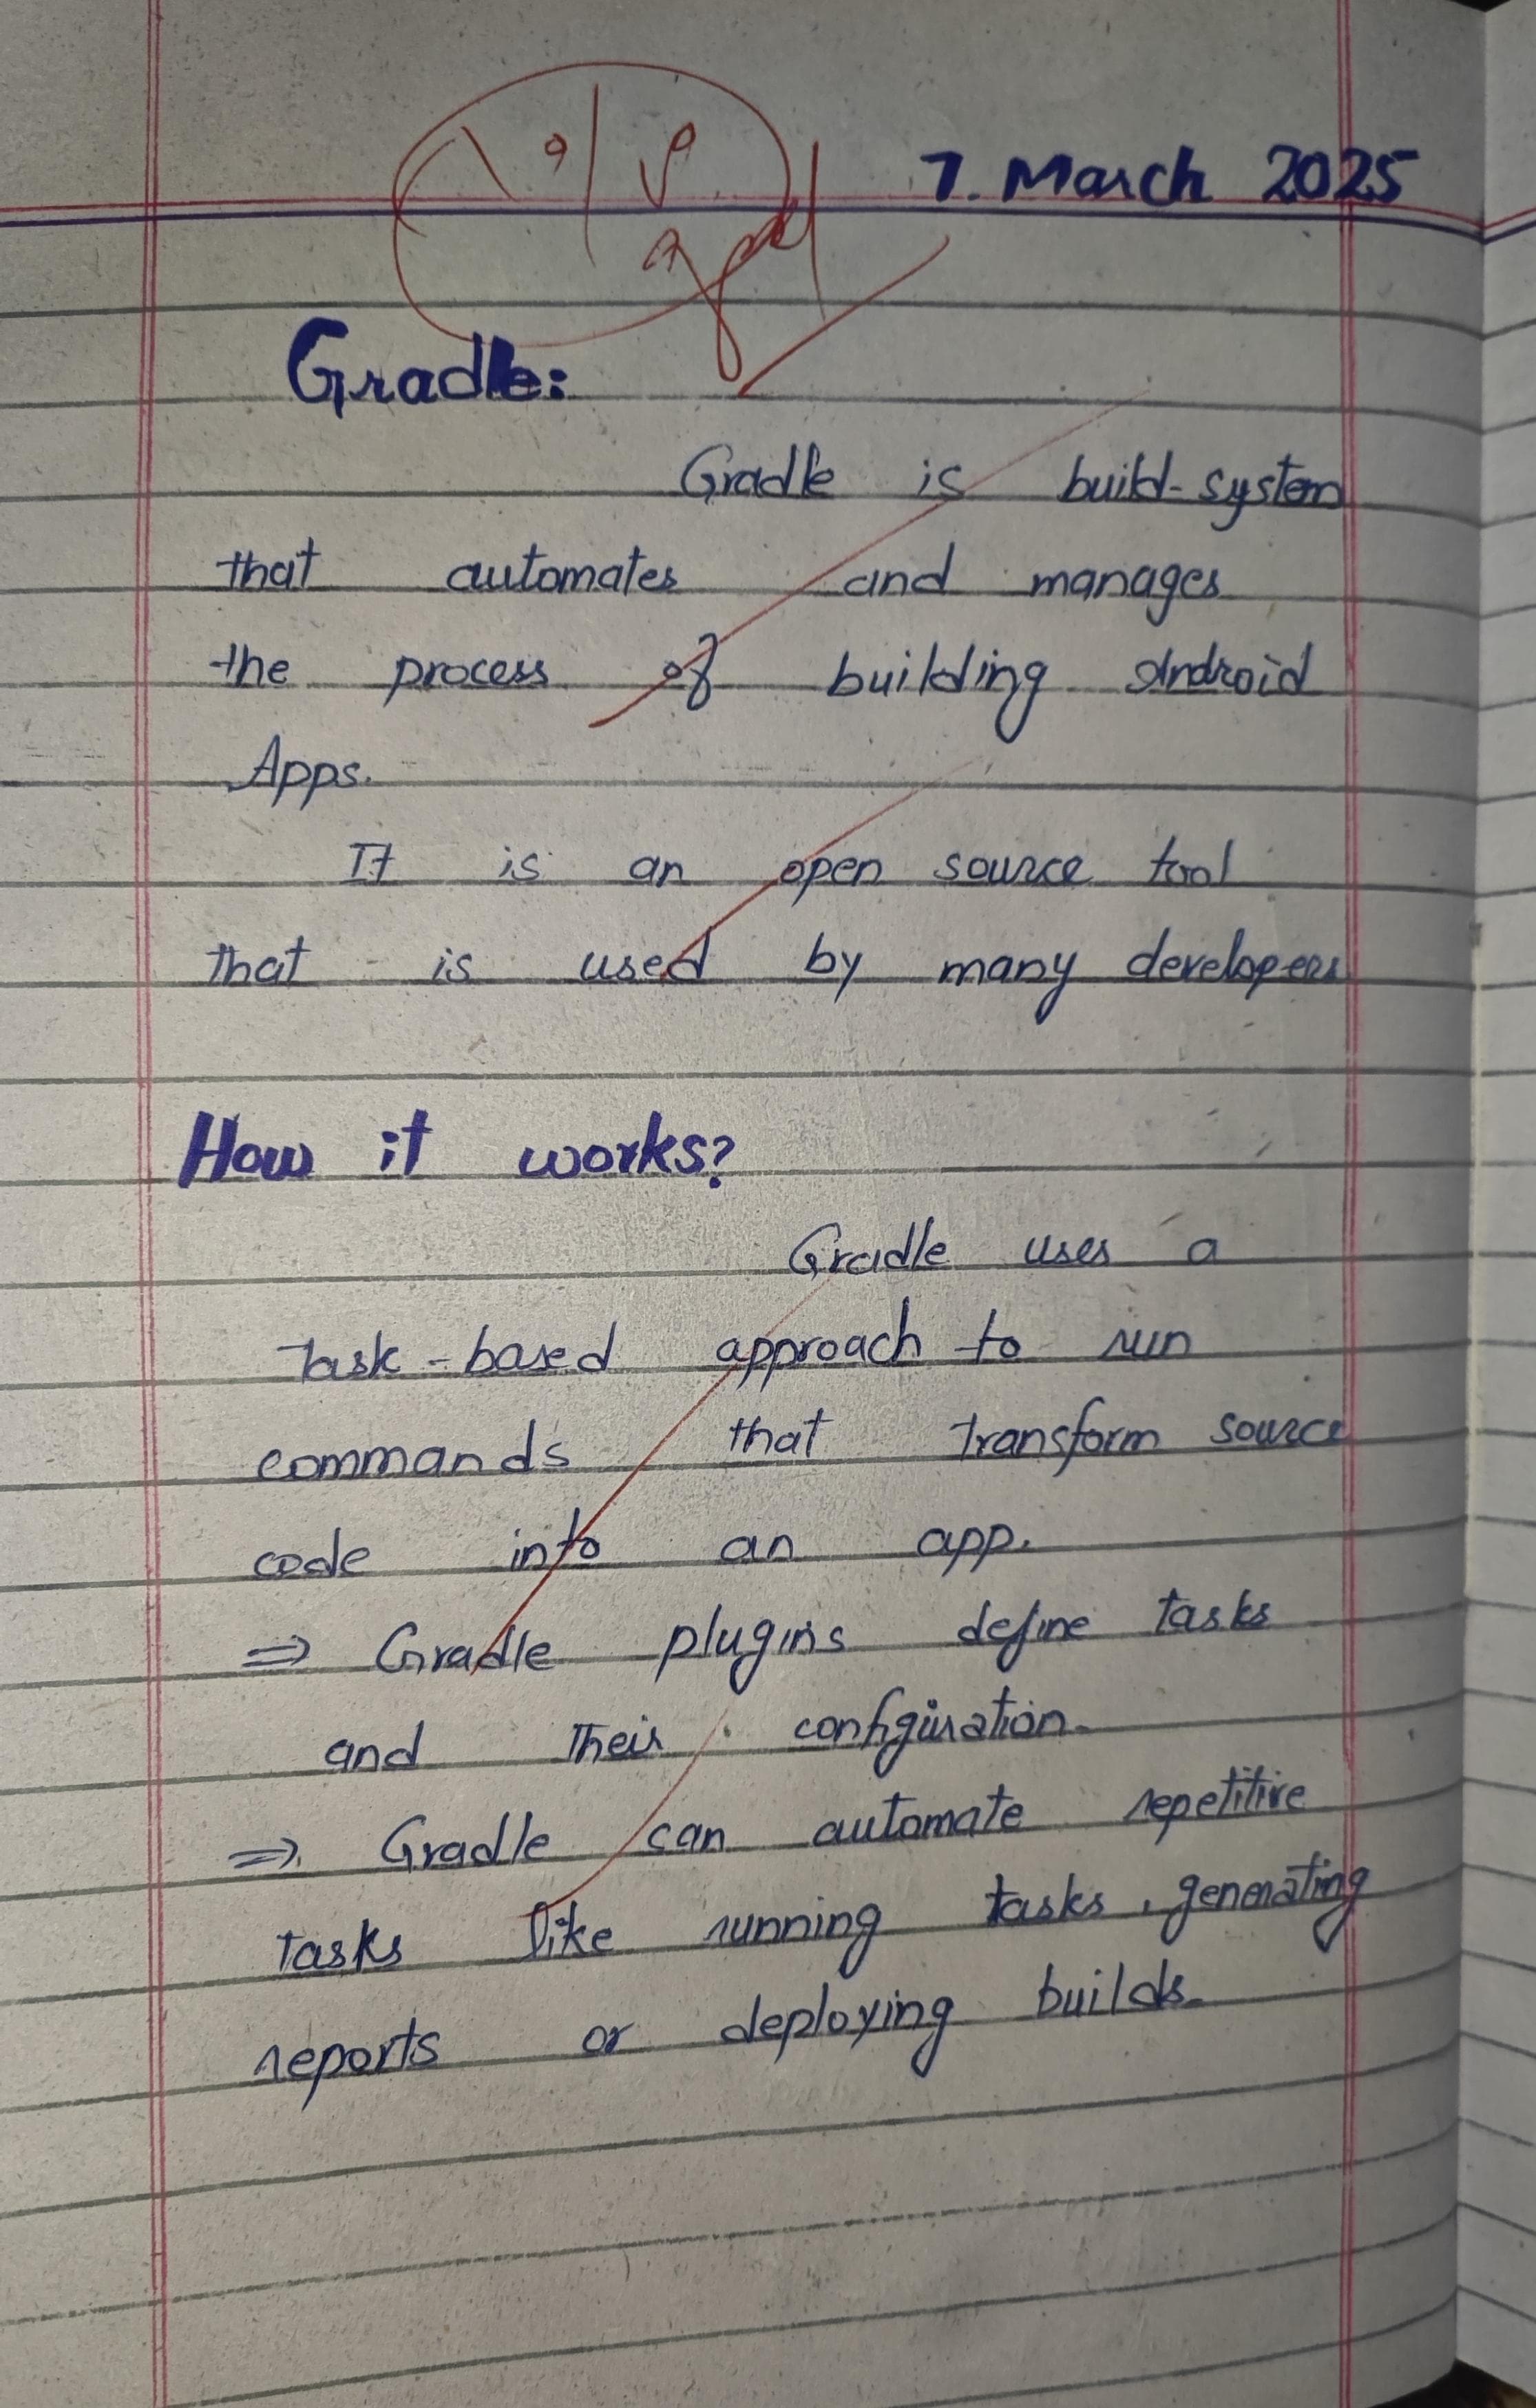 7. March 2025
Gradle:
Gradle is build-system
that automates and manages
the process of building Android
Apps.
It is an open source tool
that is used by many developers
How it works?
Gradle uses a
Task-based approach to run
commands that transform source
code into an app.
⇒ Gradle plugins define tasks
and their configuration.
⇒ Gradle can automate repetitive
tasks like running tasks, generating
reports or deploying builds.